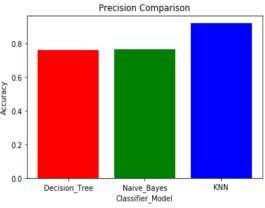 Precision Comparison
Accuracy
0.8
0.6
0.4
0.2
0.0
Decision_Tree Naive_Bayes KNN
Classifier_Model